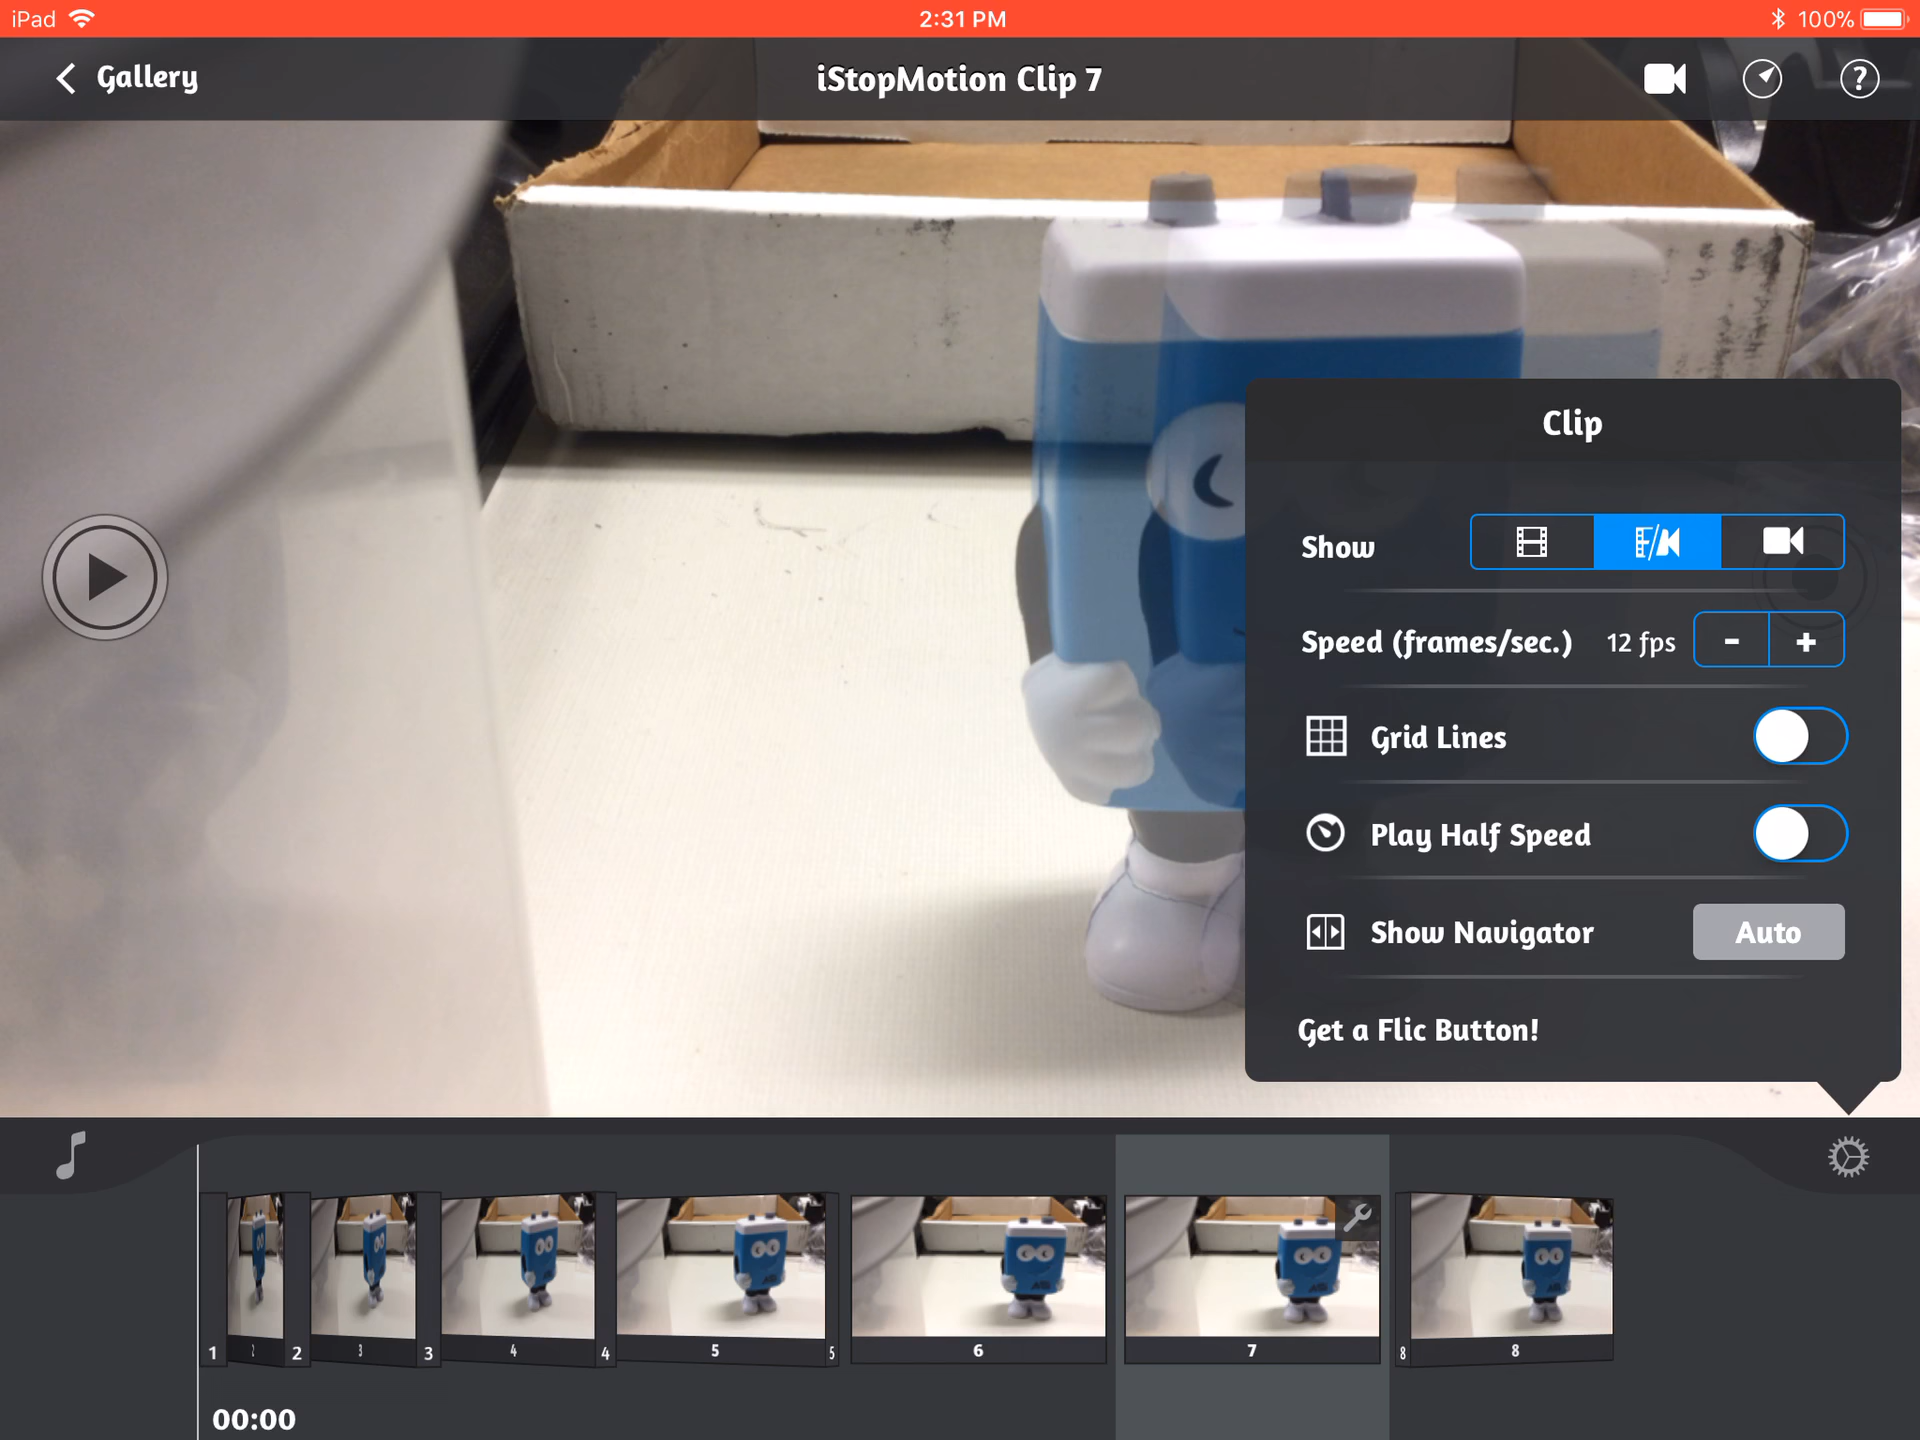 iPad
2:31 PM
100%
Gallery
iStopMotion Clip 7
?
Clip
Show
Speed (frames/sec.) 12 fps - +
Grid Lines
Play Half Speed
Show Navigator Auto
Get a Flic Button!
1 2 2 3 3 4 4 5 5 6 7 8 8
00:00